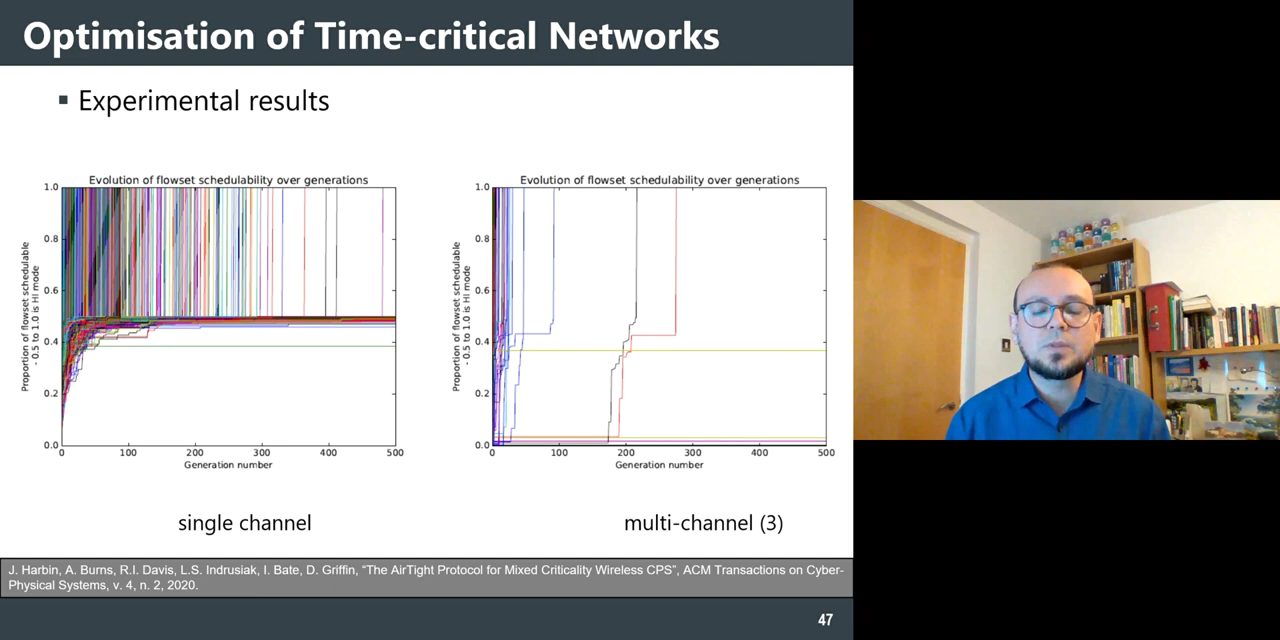 Optimisation of Time-critical Networks
▪ Experimental results
Evolution of flowset schedulability over generations
Proportion of flowset schedulable
- 0.5 to 1.0 is HI mode
1.0
0.8
0.6
0.4
0.2
0.0
0 100 200 300 400 500
Generation number
single channel
Evolution of flowset schedulability over generations
Proportion of flowset schedulable
- 0.5 to 1.0 is HI mode
1.0
0.8
0.6
0.4
0.2
0.0
0 100 200 300 400 500
Generation number
multi-channel (3)
J. Harbin, A. Burns, R.I. Davis, L.S. Indrusiak, I. Bate, D. Griffin, “The AirTight Protocol for Mixed Criticality Wireless CPS”, ACM Transactions on Cyber-
Physical Systems, v. 4, n. 2, 2020.
47